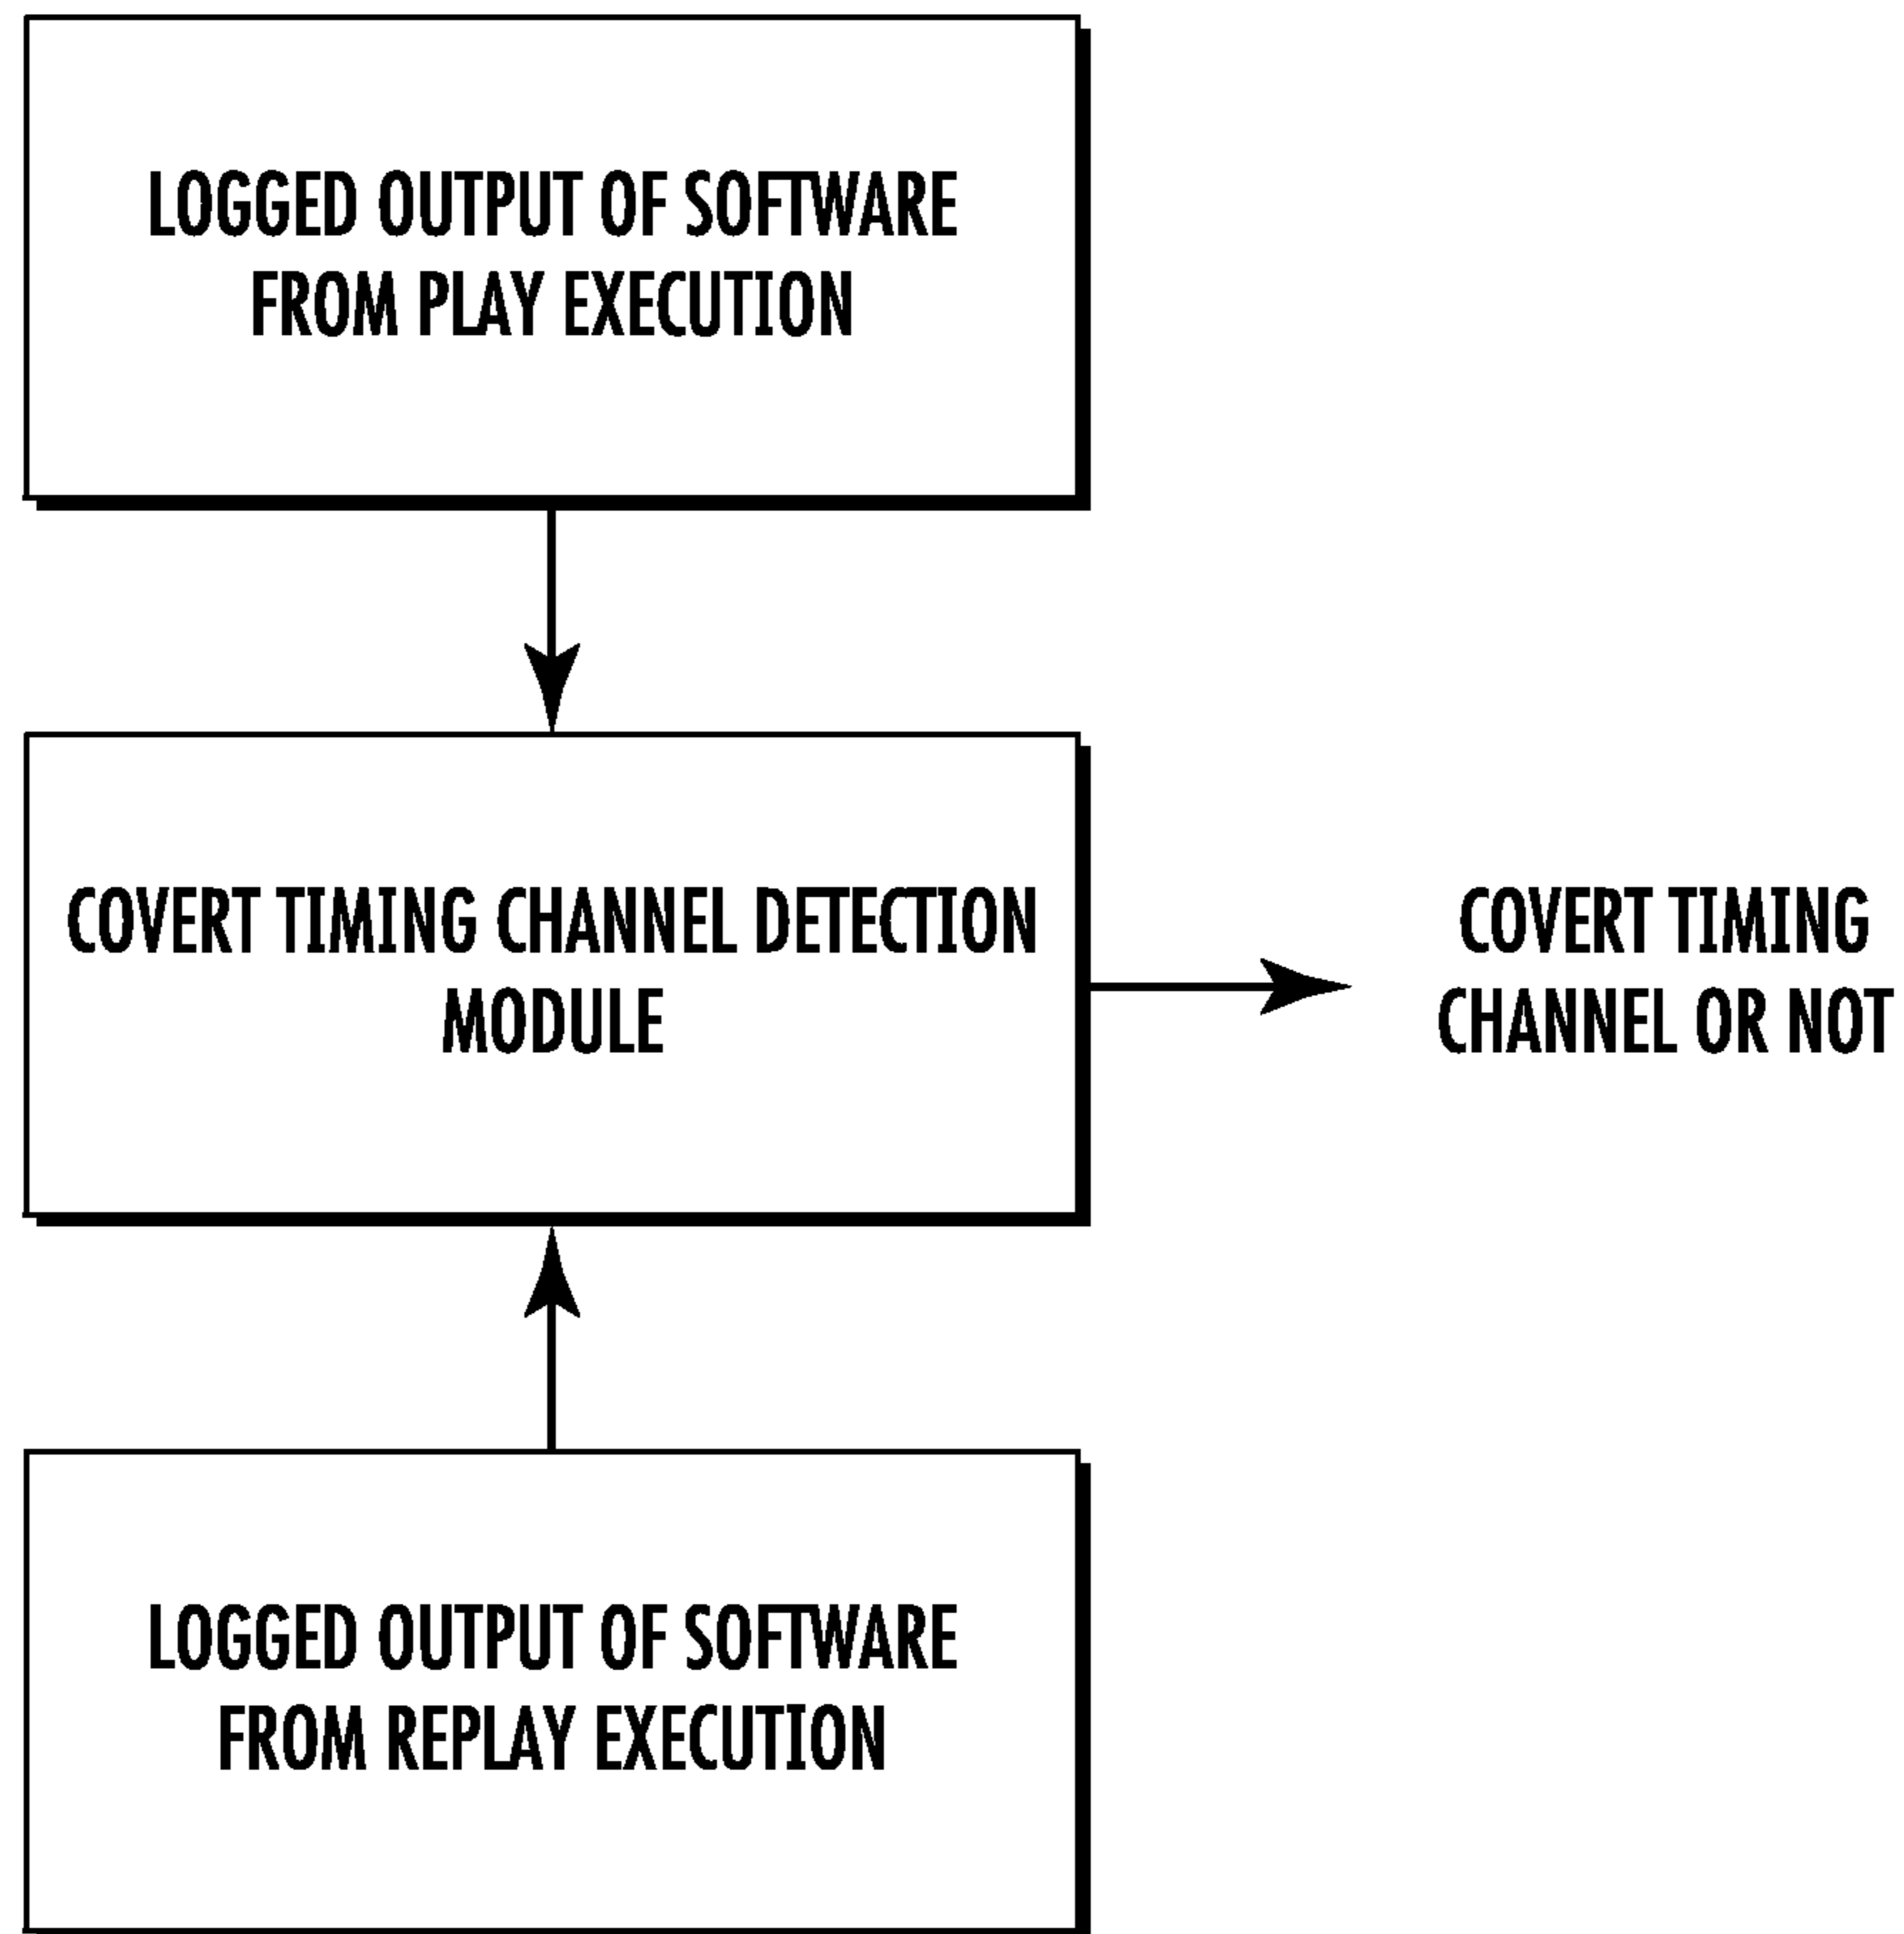 LOGGED OUTPUT OF SOFTWARE
FROM PLAY EXECUTION
COVERT TIMING CHANNEL DETECTION
MODULE
COVERT TIMING
CHANNEL OR NOT
LOGGED OUTPUT OF SOFTWARE
FROM REPLAY EXECUTION